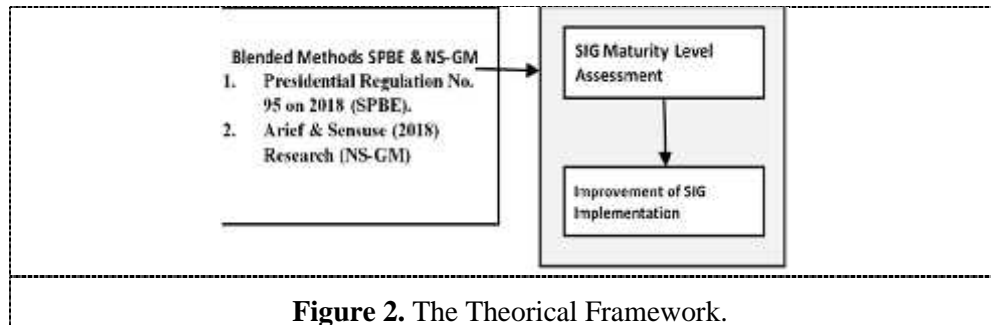 Blended Methods SPBE & NS-GM
1. Presidential Regulation No.
95 on 2018 (SPBE).
2. Arief & Sensuse (2018)
Research (NS-GM)
SIG Maturity Level
Assessment
Improvement of SIG
Implementation
Figure 2. The Theorical Framework.